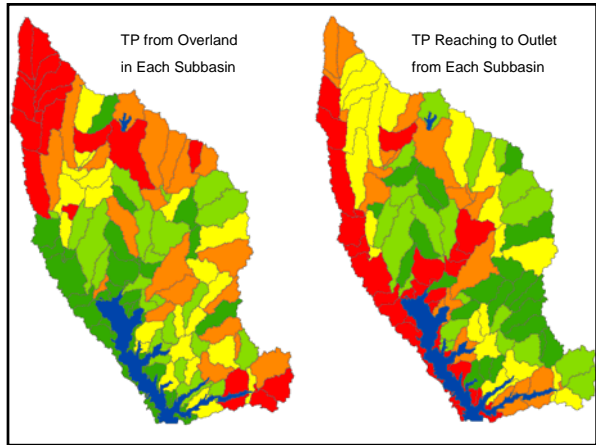 TP from Overland
in Each Subbasin
TP Reaching to Outlet
from Each Subbasin